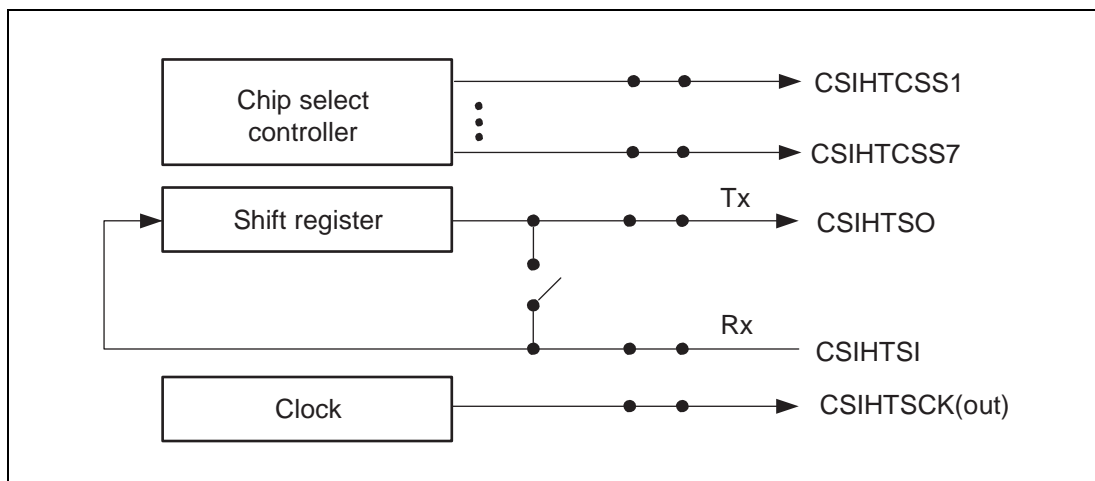 Chip select
controller
CSIHTCSS1
CSIHTCSS7
Shift register
Tx
CSIHTSO
Rx
CSIHTSI
Clock
CSIHTSCK(out)